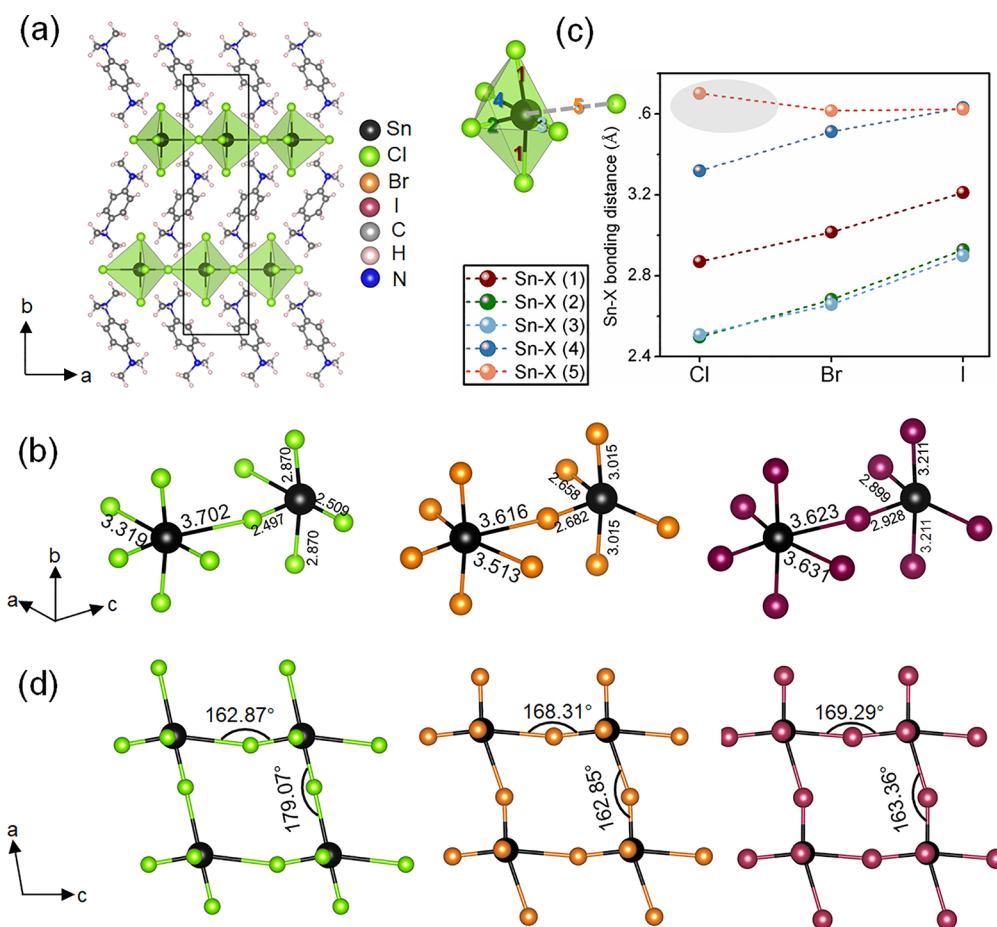 (a)
b
a
Sn
Cl
Br
I
C
H
N
1
4
5
2
3
1
(c)
Sn-X bonding distance (Å)
.6
3.2
2.8
2.4
Cl
Br
I
Sn-X (1)
Sn-X (2)
Sn-X (3)
Sn-X (4)
Sn-X (5)
(b)
b
a
c
3.319
3.702
2.870
2.509
2.497
2.870
3.616
3.513
2.658
3.015
2.682
3.015
3.623
3.631
2.899
3.211
2.928
3.211
(d)
a
c
162.87°
179.07°
168.31°
162.85°
169.29°
163.36°